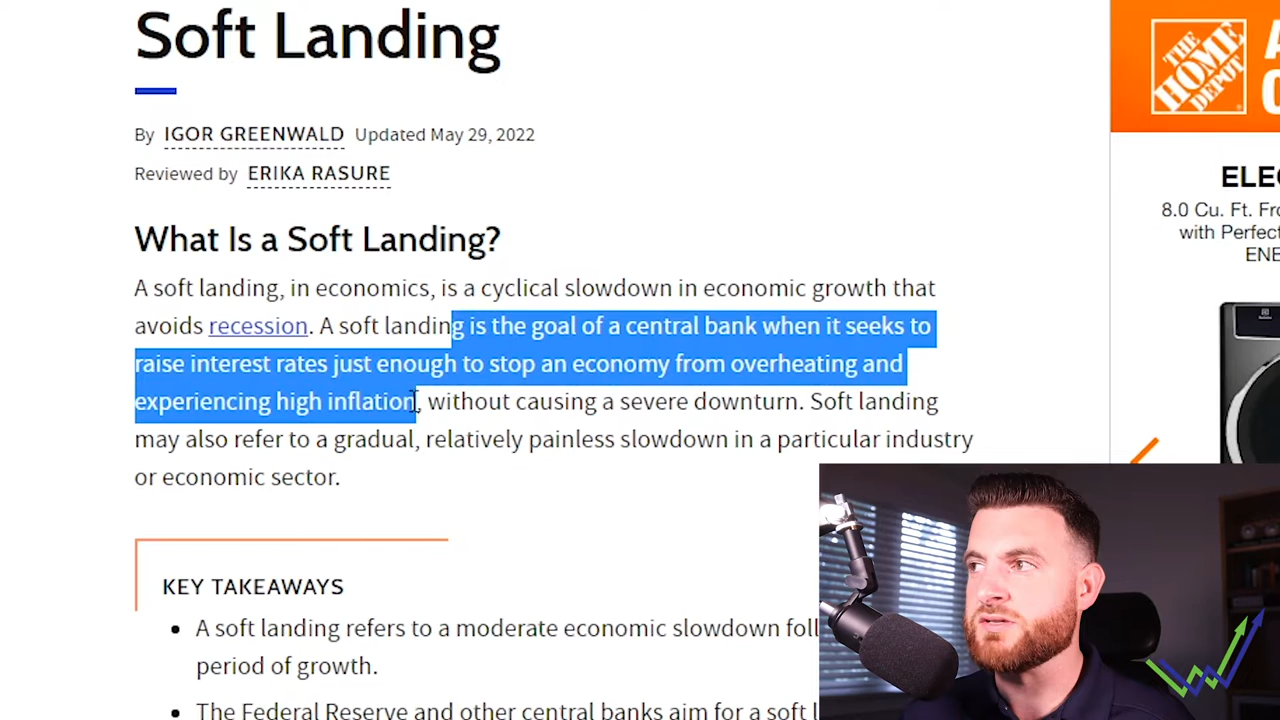 Soft Landing
By IGOR GREENWALD Updated May 29, 2022
Reviewed by ERIKA RASURE
What Is a Soft Landing?
A soft landing, in economics, is a cyclical slowdown in economic growth that
avoids recession. A soft landing is the goal of a central bank when it seeks to
raise interest rates just enough to stop an economy from overheating and
experiencing high inflation, without causing a severe downturn. Soft landing
may also refer to a gradual, relatively painless slowdown in a particular industry
or economic sector.
KEY TAKEAWAYS
• A soft landing refers to a moderate economic slowdown
period of growth.
• The Federal Reserve and other central banks aim for a soft
THE
HOME
DEPOT
8.0 Cu. Ft.
with